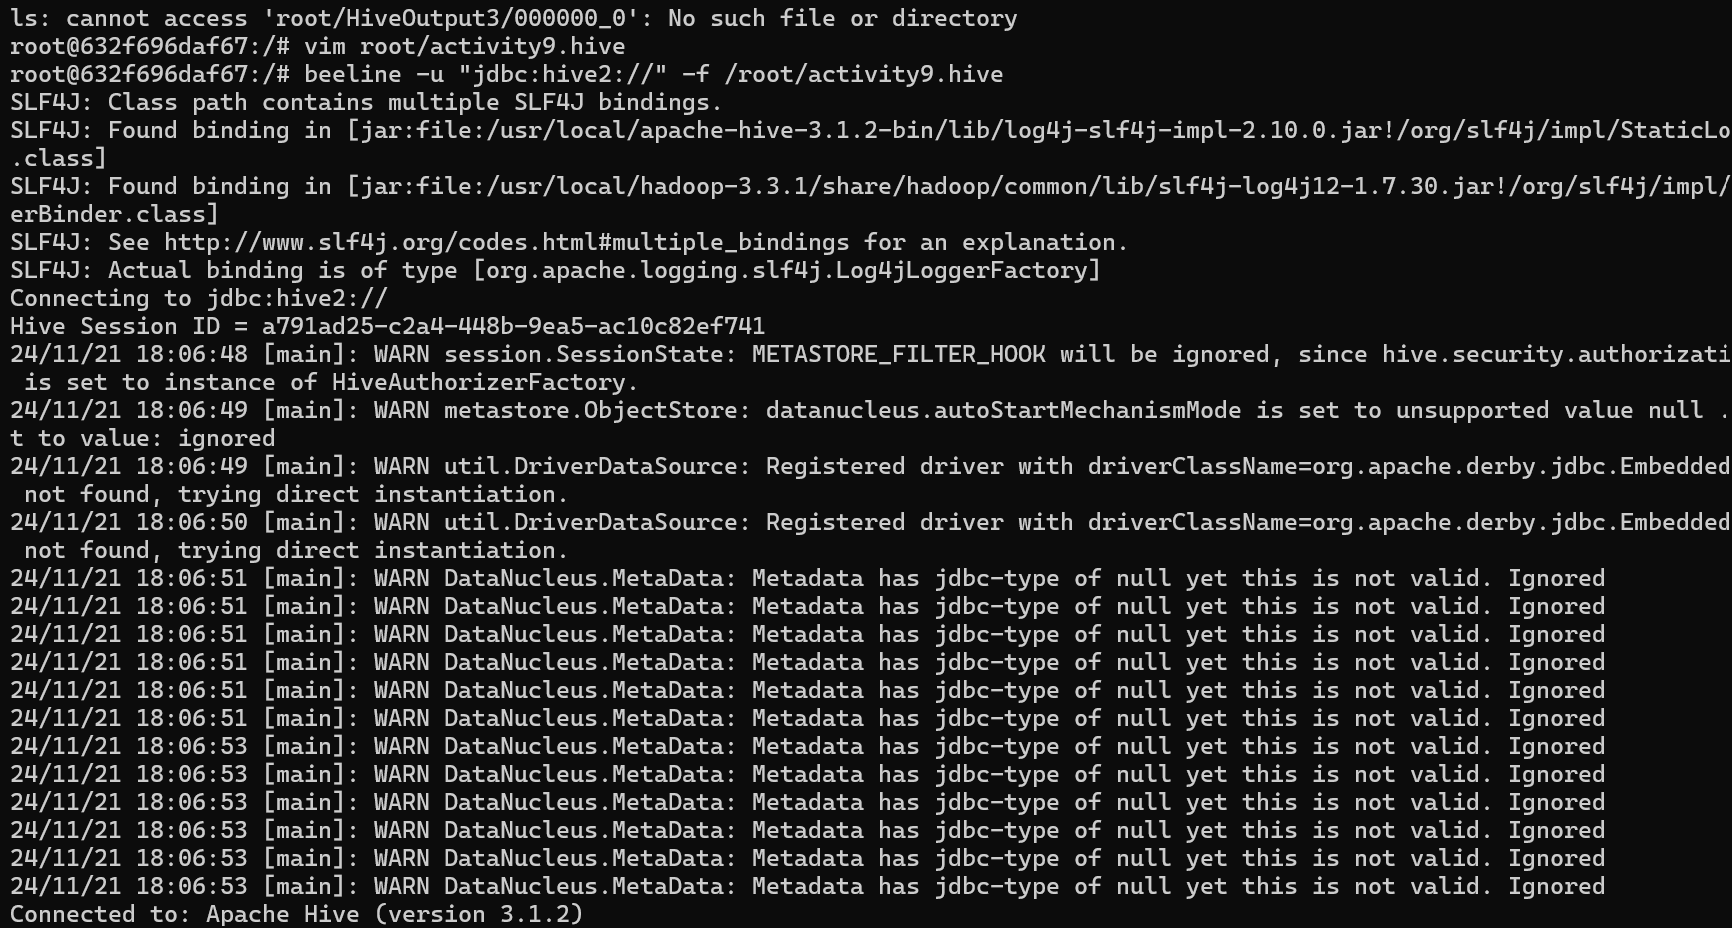 ls: cannot access 'root/HiveOutput3/000000_0': No such file or directory
root@632f696daf67:/# vim root/activity9.hive
root@632f696daf67:/# beeline -u "jdbc:hive2://" -f /root/activity9.hive
SLF4J: Class path contains multiple SLF4J bindings.
SLF4J: Found binding in [jar:file:/usr/local/apache-hive-3.1.2-bin/lib/log4j-slf4j-impl-2.10.0.jar!/org/slf4j/impl/StaticLo
.class]
SLF4J: Found binding in [jar:file:/usr/local/hadoop-3.3.1/share/hadoop/common/lib/slf4j-log4j12-1.7.30.jar!/org/slf4j/impl/
erBinder.class]
SLF4J: See http://www.slf4j.org/codes.html#multiple_bindings for an explanation.
SLF4J: Actual binding is of type [org.apache.logging.slf4j.Log4jLoggerFactory]
Connecting to jdbc:hive2://
Hive Session ID = a791ad25-c2a4-448b-9ea5-ac10c82ef741
24/11/21 18:06:48 [main]: WARN session.SessionState: METASTORE_FILTER_HOOK will be ignored, since hive.security.authorizati
 is set to instance of HiveAuthorizerFactory.
24/11/21 18:06:49 [main]: WARN metastore.ObjectStore: datanucleus.autoStartMechanismMode is set to unsupported value null .
t to value: ignored
24/11/21 18:06:49 [main]: WARN util.DriverDataSource: Registered driver with driverClassName=org.apache.derby.jdbc.Embedded
 not found, trying direct instantiation.
24/11/21 18:06:50 [main]: WARN util.DriverDataSource: Registered driver with driverClassName=org.apache.derby.jdbc.Embedded
 not found, trying direct instantiation.
24/11/21 18:06:51 [main]: WARN DataNucleus.MetaData: Metadata has jdbc-type of null yet this is not valid. Ignored
24/11/21 18:06:51 [main]: WARN DataNucleus.MetaData: Metadata has jdbc-type of null yet this is not valid. Ignored
24/11/21 18:06:51 [main]: WARN DataNucleus.MetaData: Metadata has jdbc-type of null yet this is not valid. Ignored
24/11/21 18:06:51 [main]: WARN DataNucleus.MetaData: Metadata has jdbc-type of null yet this is not valid. Ignored
24/11/21 18:06:51 [main]: WARN DataNucleus.MetaData: Metadata has jdbc-type of null yet this is not valid. Ignored
24/11/21 18:06:51 [main]: WARN DataNucleus.MetaData: Metadata has jdbc-type of null yet this is not valid. Ignored
24/11/21 18:06:53 [main]: WARN DataNucleus.MetaData: Metadata has jdbc-type of null yet this is not valid. Ignored
24/11/21 18:06:53 [main]: WARN DataNucleus.MetaData: Metadata has jdbc-type of null yet this is not valid. Ignored
24/11/21 18:06:53 [main]: WARN DataNucleus.MetaData: Metadata has jdbc-type of null yet this is not valid. Ignored
24/11/21 18:06:53 [main]: WARN DataNucleus.MetaData: Metadata has jdbc-type of null yet this is not valid. Ignored
24/11/21 18:06:53 [main]: WARN DataNucleus.MetaData: Metadata has jdbc-type of null yet this is not valid. Ignored
24/11/21 18:06:53 [main]: WARN DataNucleus.MetaData: Metadata has jdbc-type of null yet this is not valid. Ignored
Connected to: Apache Hive (version 3.1.2)